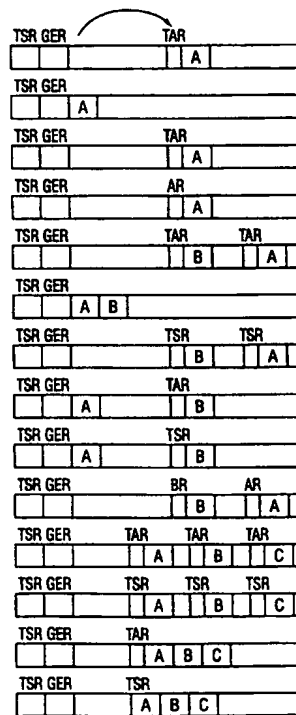 TSR GER TAR
A
TSR GER
A
TSR GER TAR
A
TSR GER AR
A
TSR GER TAR TAR
B A
TSR GER
A B
TSR GER TSR TSR
B A
TSR GER TAR
A B
TSR GER TSR
A B
TSR GER BR AR
B A
TSR GER TAR TAR TAR
A B C
TSR GER TSR TSR TSR
A B C
TSR GER TAR
A B C
TSR GER TSR
A B C